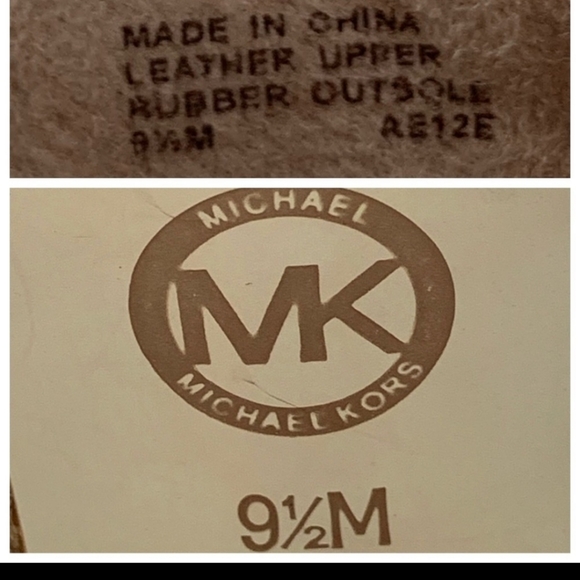 MADE IN CHINA
LEATHER UPPER
RUBBER OUTSOLE
9½M AE12E
MICHAEL
MK
MICHAEL KORS
9½M